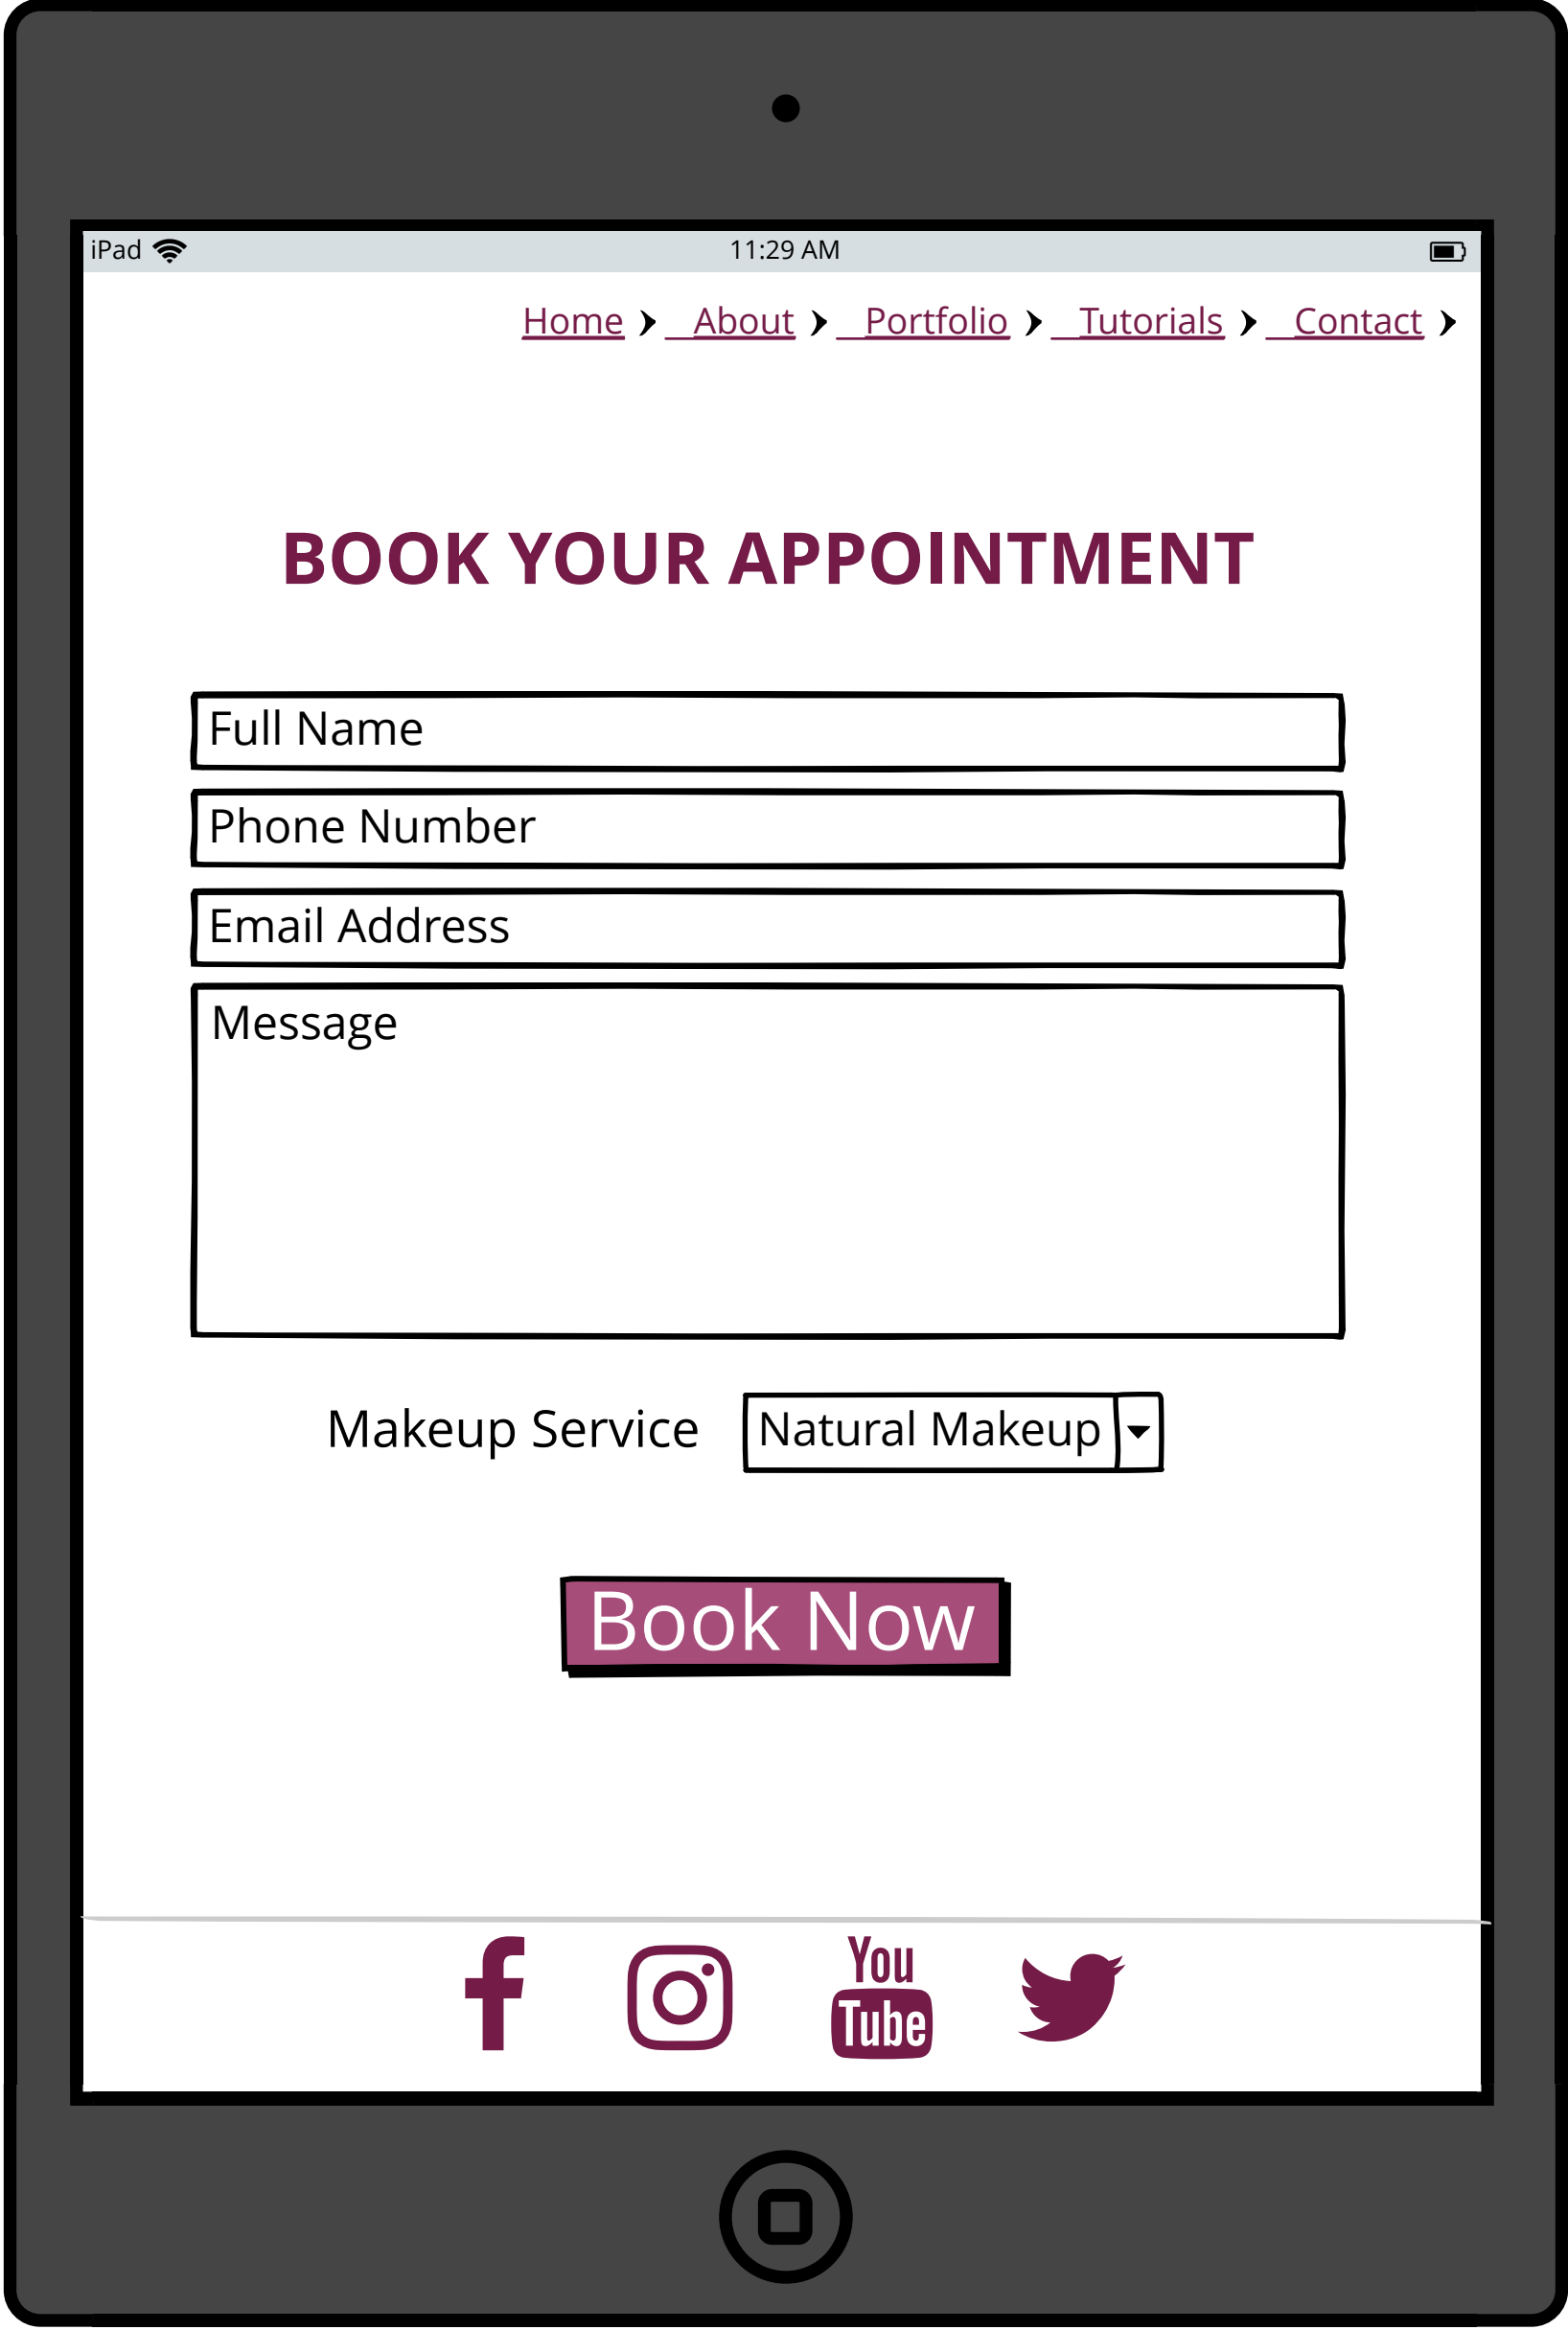 iPad 11:29 AM
Home About Portfolio Tutorials Contact
BOOK YOUR APPOINTMENT
Full Name
Phone Number
Email Address
Message
Makeup Service Natural Makeup
Book Now
You
Tube